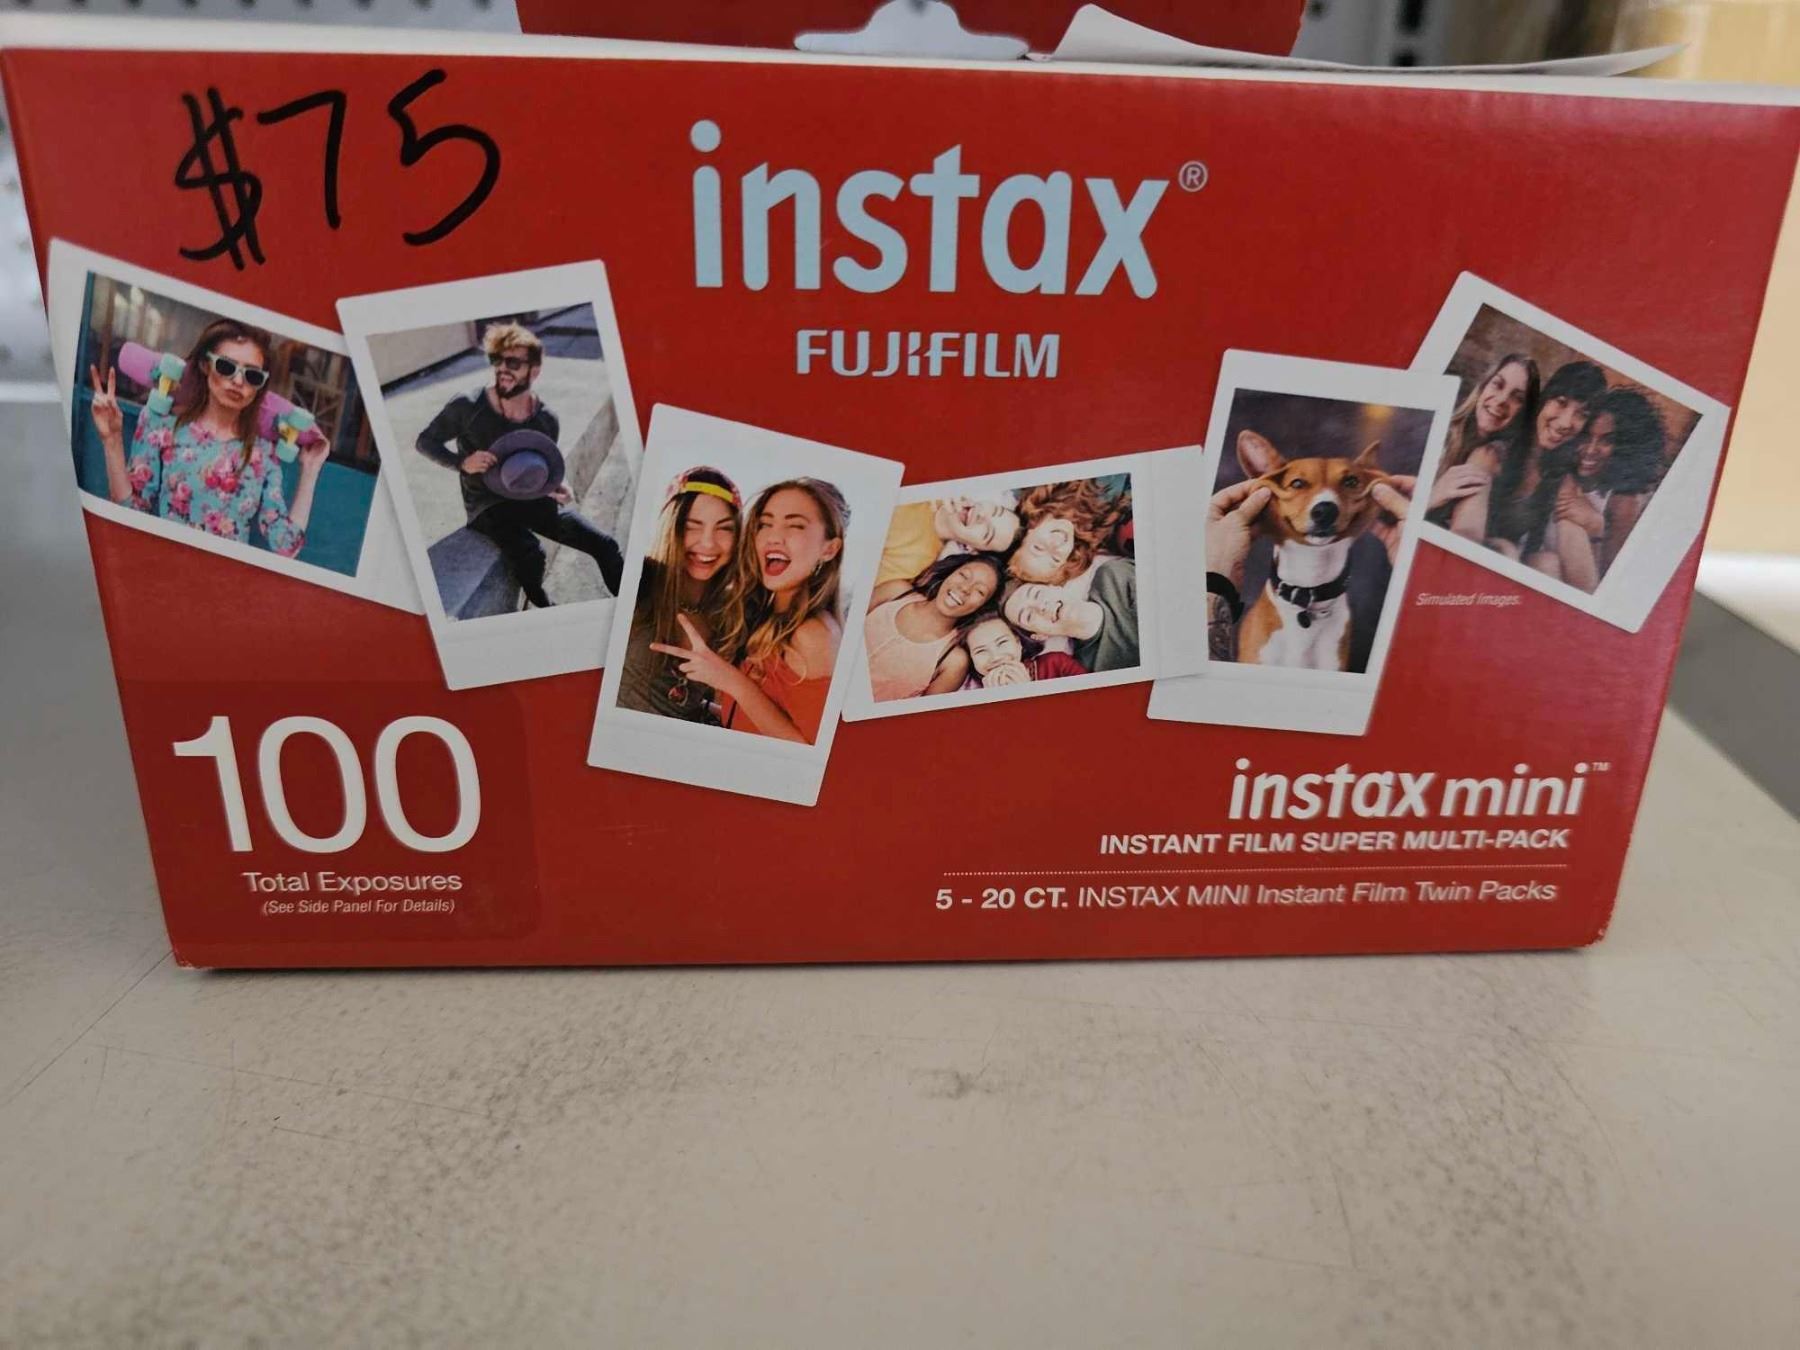 $75
instax®
FUJIFILM
Simulated Images.
100
Total Exposures
(See Side Panel For Details)
instax mini™
INSTANT FILM SUPER MULTI-PACK
5 - 20 CT. INSTAX MINI Instant Film Twin Packs